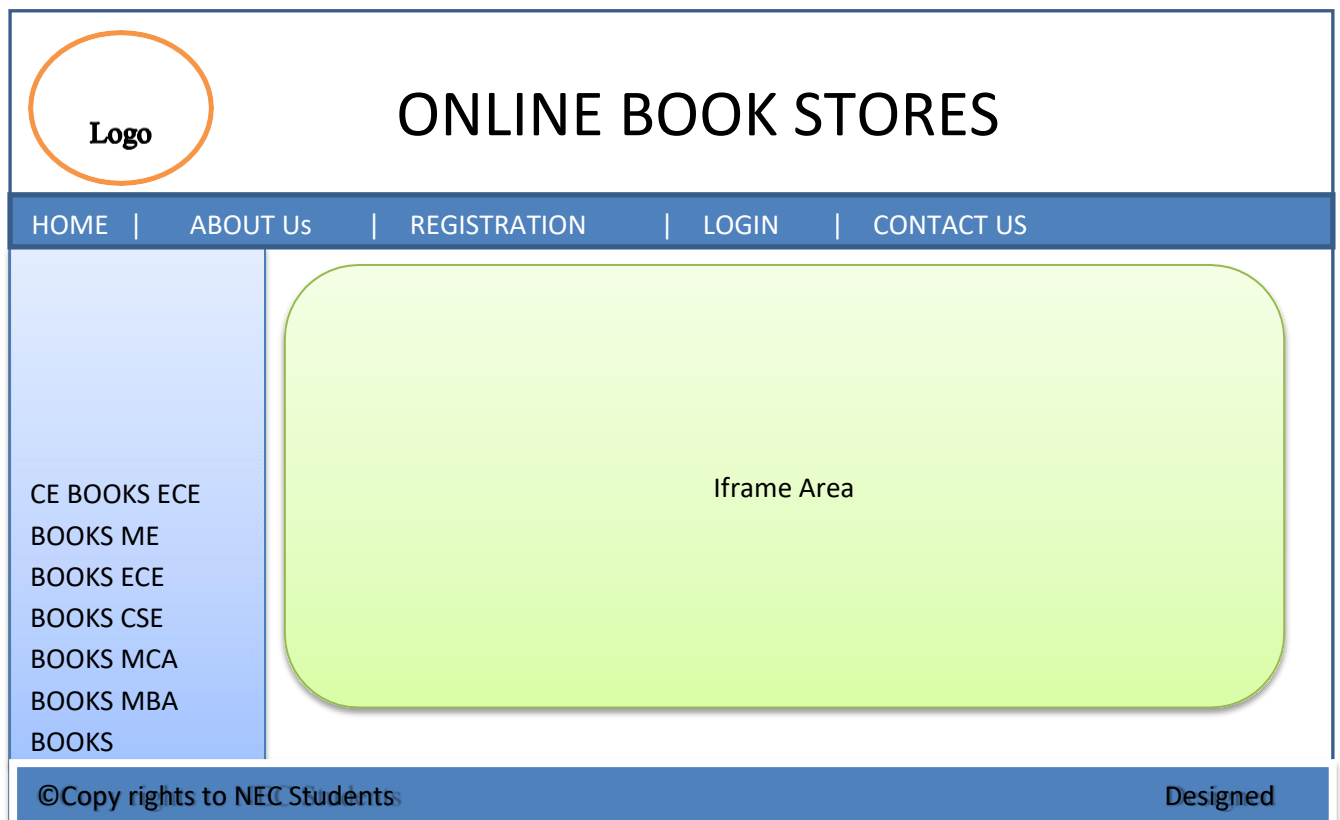 Logo
ONLINE BOOK STORES
HOME | ABOUT Us | REGISTRATION | LOGIN | CONTACT US
CE BOOKS ECE
BOOKS ME
BOOKS ECE
BOOKS CSE
BOOKS MCA
BOOKS MBA
BOOKS
Iframe Area
©Copy rights to NEC Students Designed